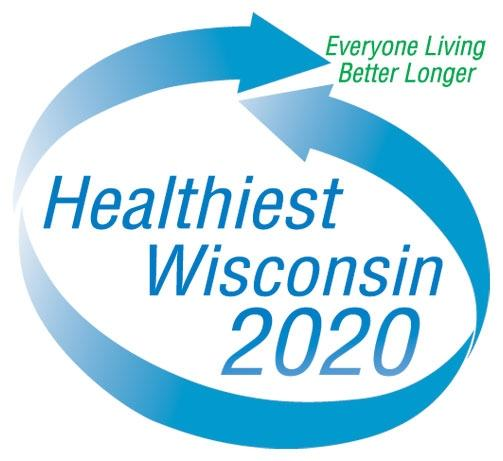 Everyone Living
Better Longer
Healthiest
Wisconsin
2020